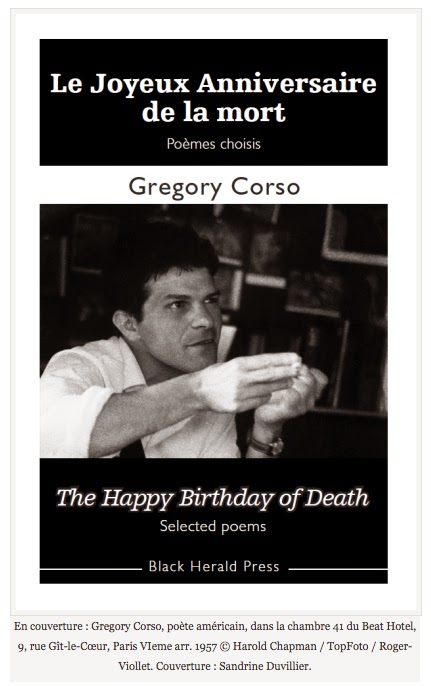 Le Joyeux Anniversaire
de la mort
Poèmes choisis
Gregory Corso
The Happy Birthday of Death
Selected poems
Black Herald Press
En couverture : Gregory Corso, poète américain, dans la chambre 41 du Beat Hotel,
9, rue Gît-le-Cœur, Paris VIeme arr. 1957 © Harold Chapman / TopFoto / Roger-
Viollet. Couverture : Sandrine Duvillier.